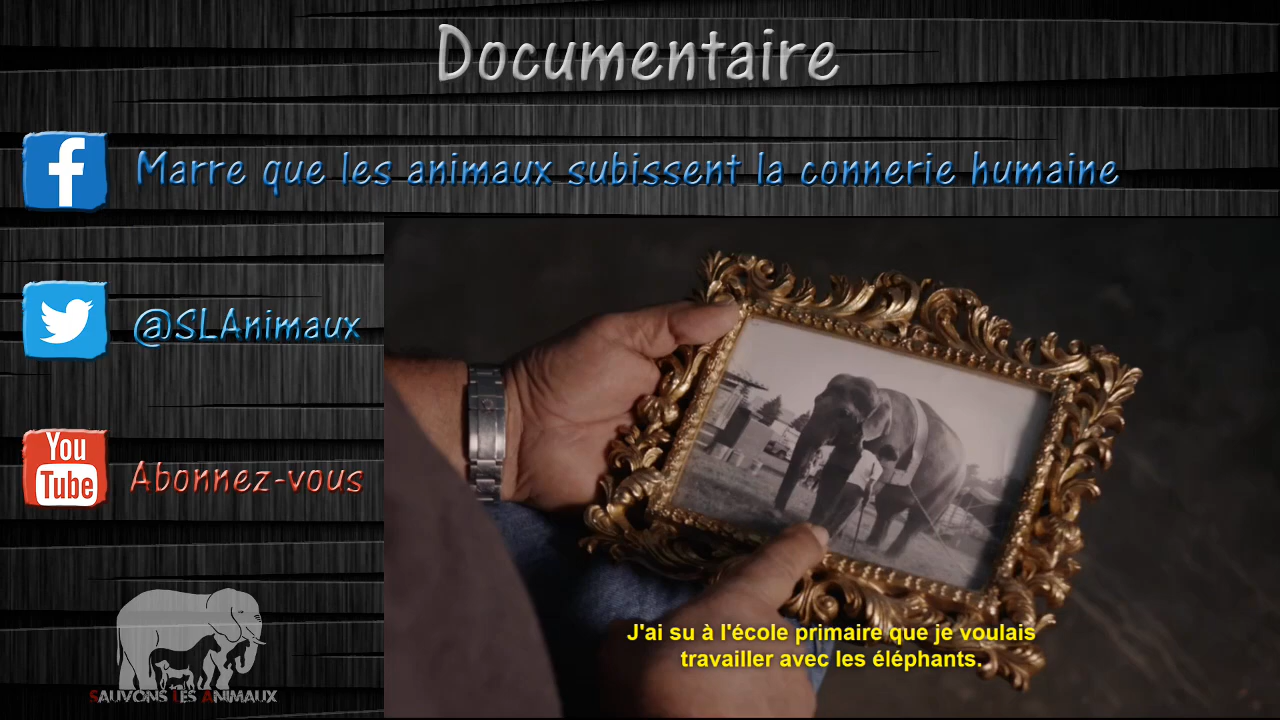 Documentaire
f Marre que les animaux subissent la connerie humaine
@SLAnimaux
You
Tube
Abonnez-vous
J'ai su à l'école primaire que je voulais
travailler avec les éléphants.
SAUVONS LES ANIMAUX